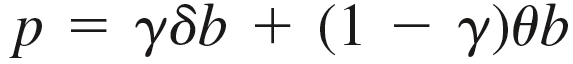 p = γδb + (1 − γ)θb